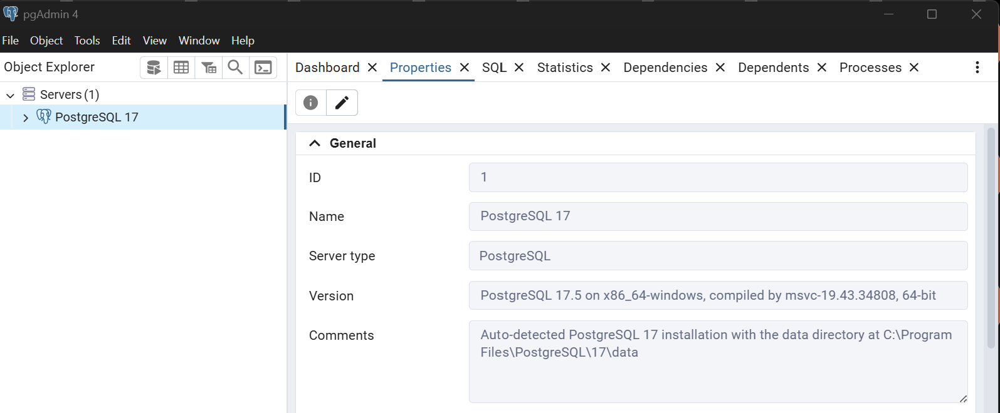 pgAdmin 4
File Object Tools Edit View Window Help
Object Explorer
Dashboard Properties SQL Statistics Dependencies Dependents Processes
Servers (1)
PostgreSQL 17
General
ID
1
Name
PostgreSQL 17
Server type
PostgreSQL
Version
PostgreSQL 17.5 on x86_64-windows, compiled by msvc-19.43.34808, 64-bit
Comments
Auto-detected PostgreSQL 17 installation with the data directory at C:\Program
Files\PostgreSQL\17\data